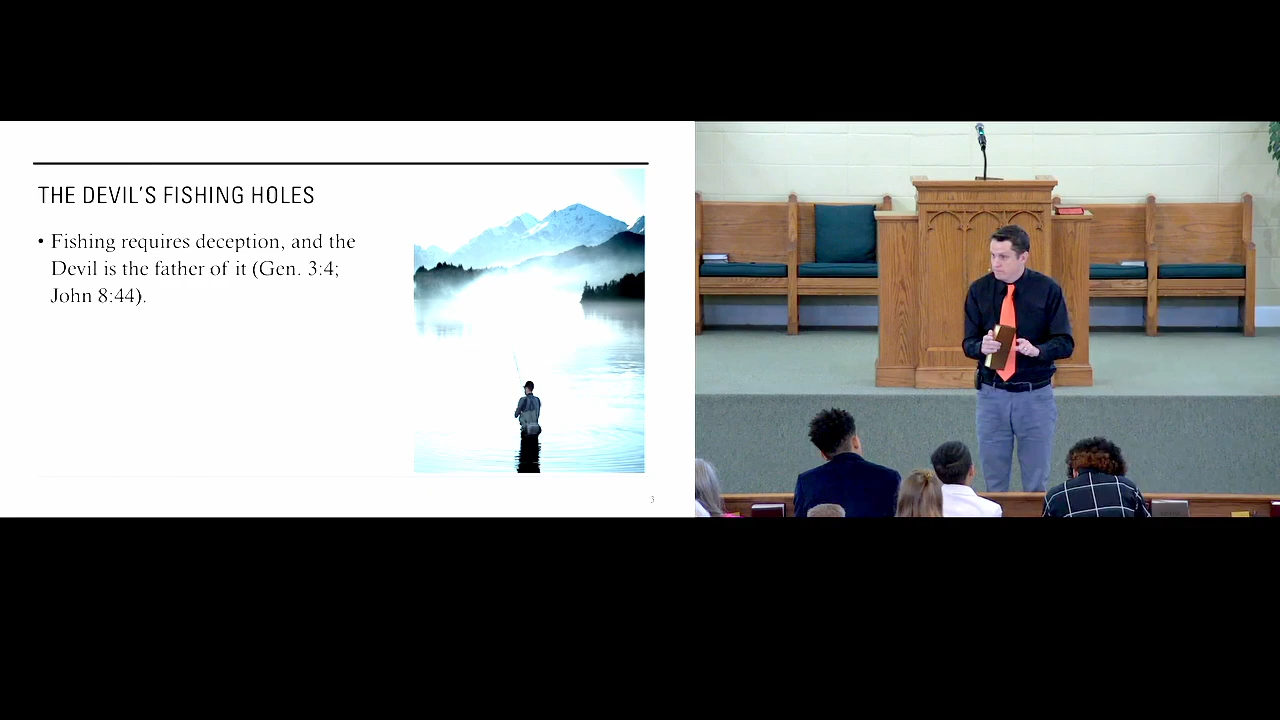 THE DEVIL'S FISHING HOLES
• Fishing requires deception, and the
Devil is the father of it (Gen. 3:4;
John 8:44).
3